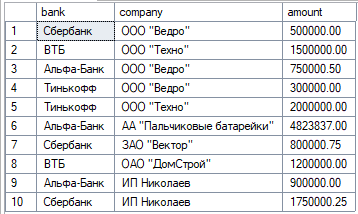 bank company amount
1 Сбербанк ООО "Ведро" 500000.00
2 ВТБ ООО "Техно" 1500000.00
3 Альфа-Банк ООО "Ведро" 750000.50
4 Тинькофф ООО "Ведро" 300000.00
5 Тинькофф ООО "Техно" 2000000.00
6 Альфа-Банк АА "Пальчиковые батарейки" 4823837.00
7 Сбербанк ЗАО "Вектор" 800000.75
8 ВТБ ОАО "ДомСтрой" 1200000.00
9 Альфа-Банк ИП Николаев 900000.00
10 Сбербанк ИП Николаев 1750000.25